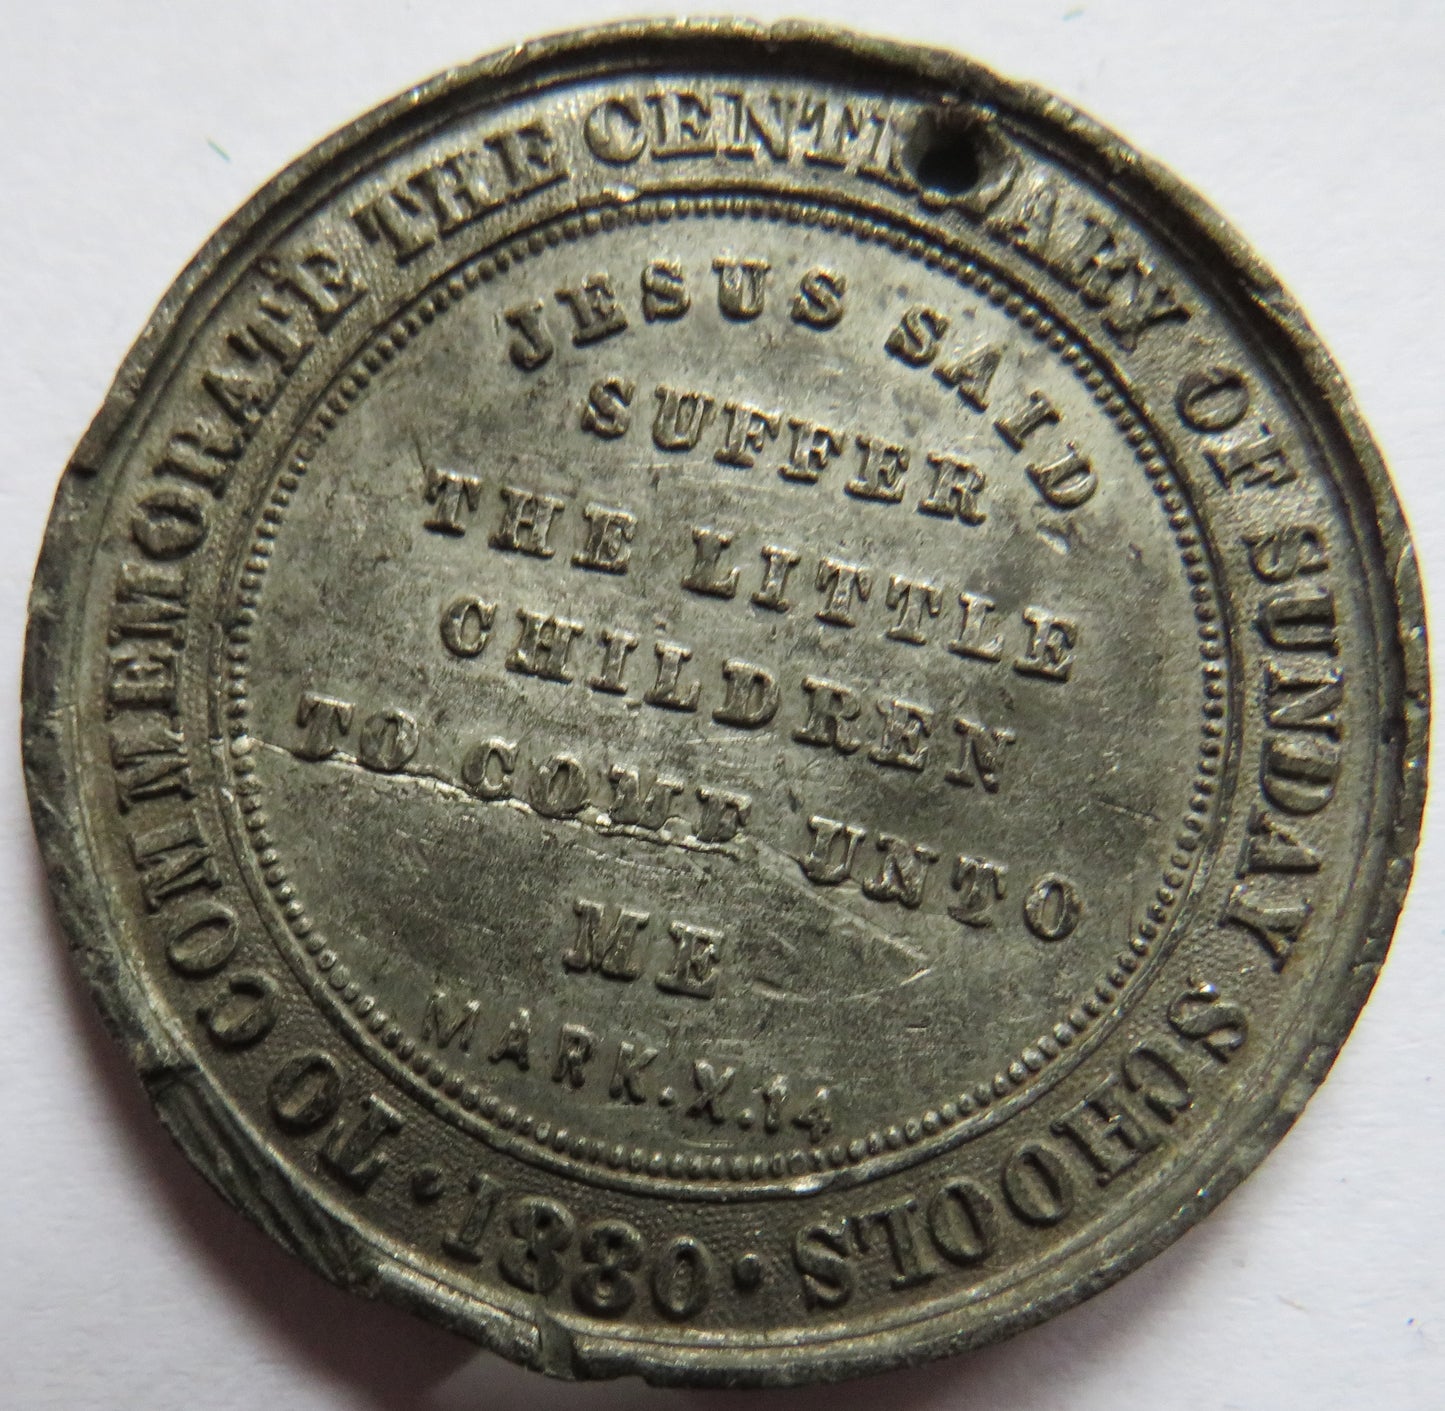 TO COMMEMORATE THE CENTENARY OF SUNDAY SCHOOLS
· 1880 ·
JESUS SAID
SUFFER
THE LITTLE
CHILDREN
TO COME UNTO
ME
MARK.X.14